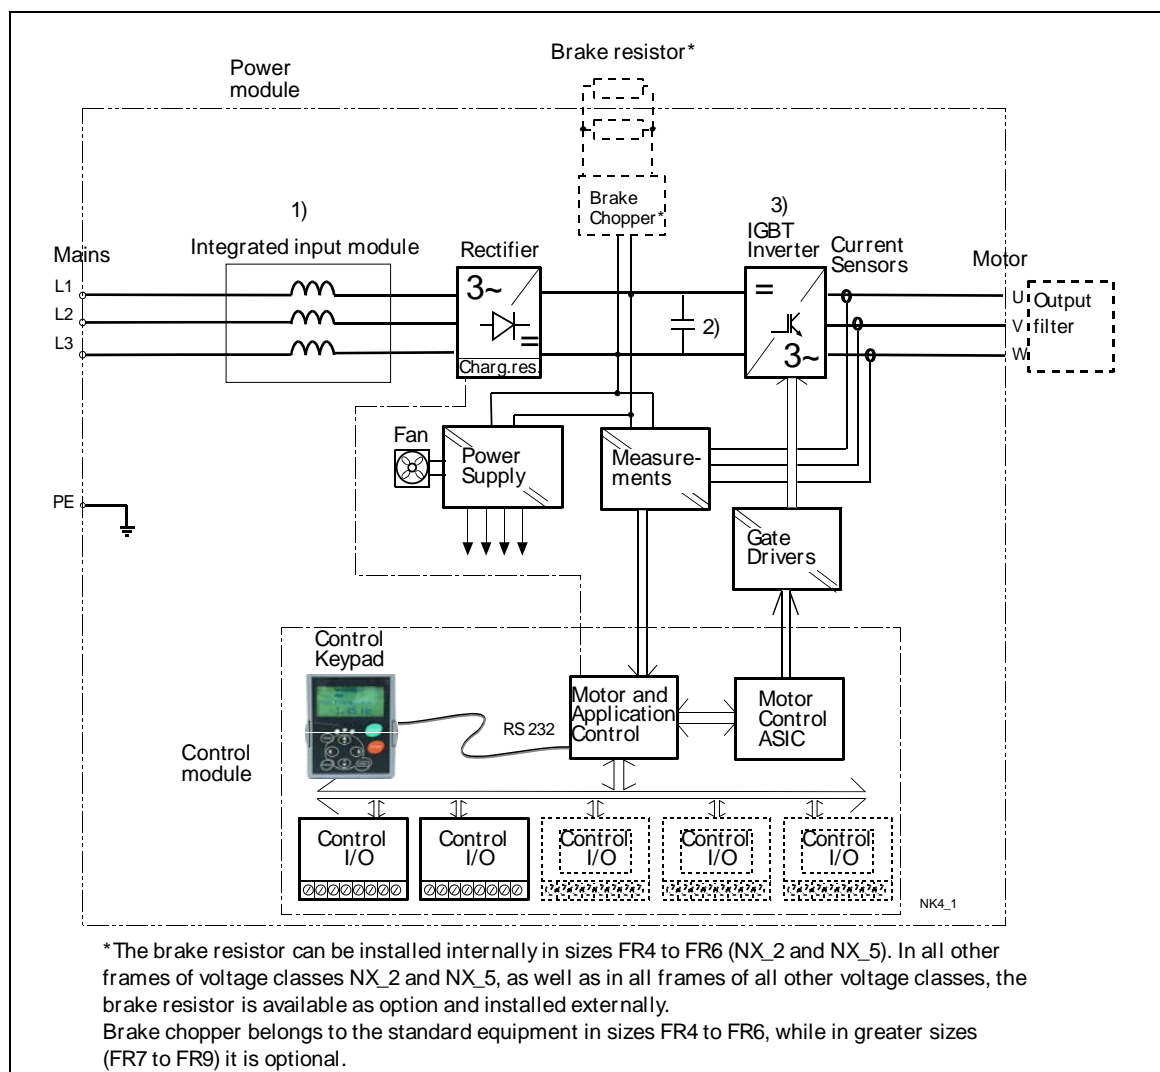 Brake resistor*
Power
module
Brake
Chopper*
1)
3)
Integrated input module
Rectifier
IGBT
Inverter
Current
Sensors
Mains
Motor
L1
L2
L3
3~
=
Charg.res.
2)
=
3~
U
V
W
Output
filter
Fan
Power
Supply
Measure-
ments
PE
Gate
Drivers
Control
Keypad
Motor and
Application
Control
Motor
Control
ASIC
RS 232
Control
module
Control
I/O
Control
I/O
Control
I/O
Control
I/O
Control
I/O
NK4_1
*The brake resistor can be installed internally in sizes FR4 to FR6 (NX_2 and NX_5). In all other
frames of voltage classes NX_2 and NX_5, as well as in all frames of all other voltage classes, the
brake resistor is available as option and installed externally.
Brake chopper belongs to the standard equipment in sizes FR4 to FR6, while in greater sizes
(FR7 to FR9) it is optional.